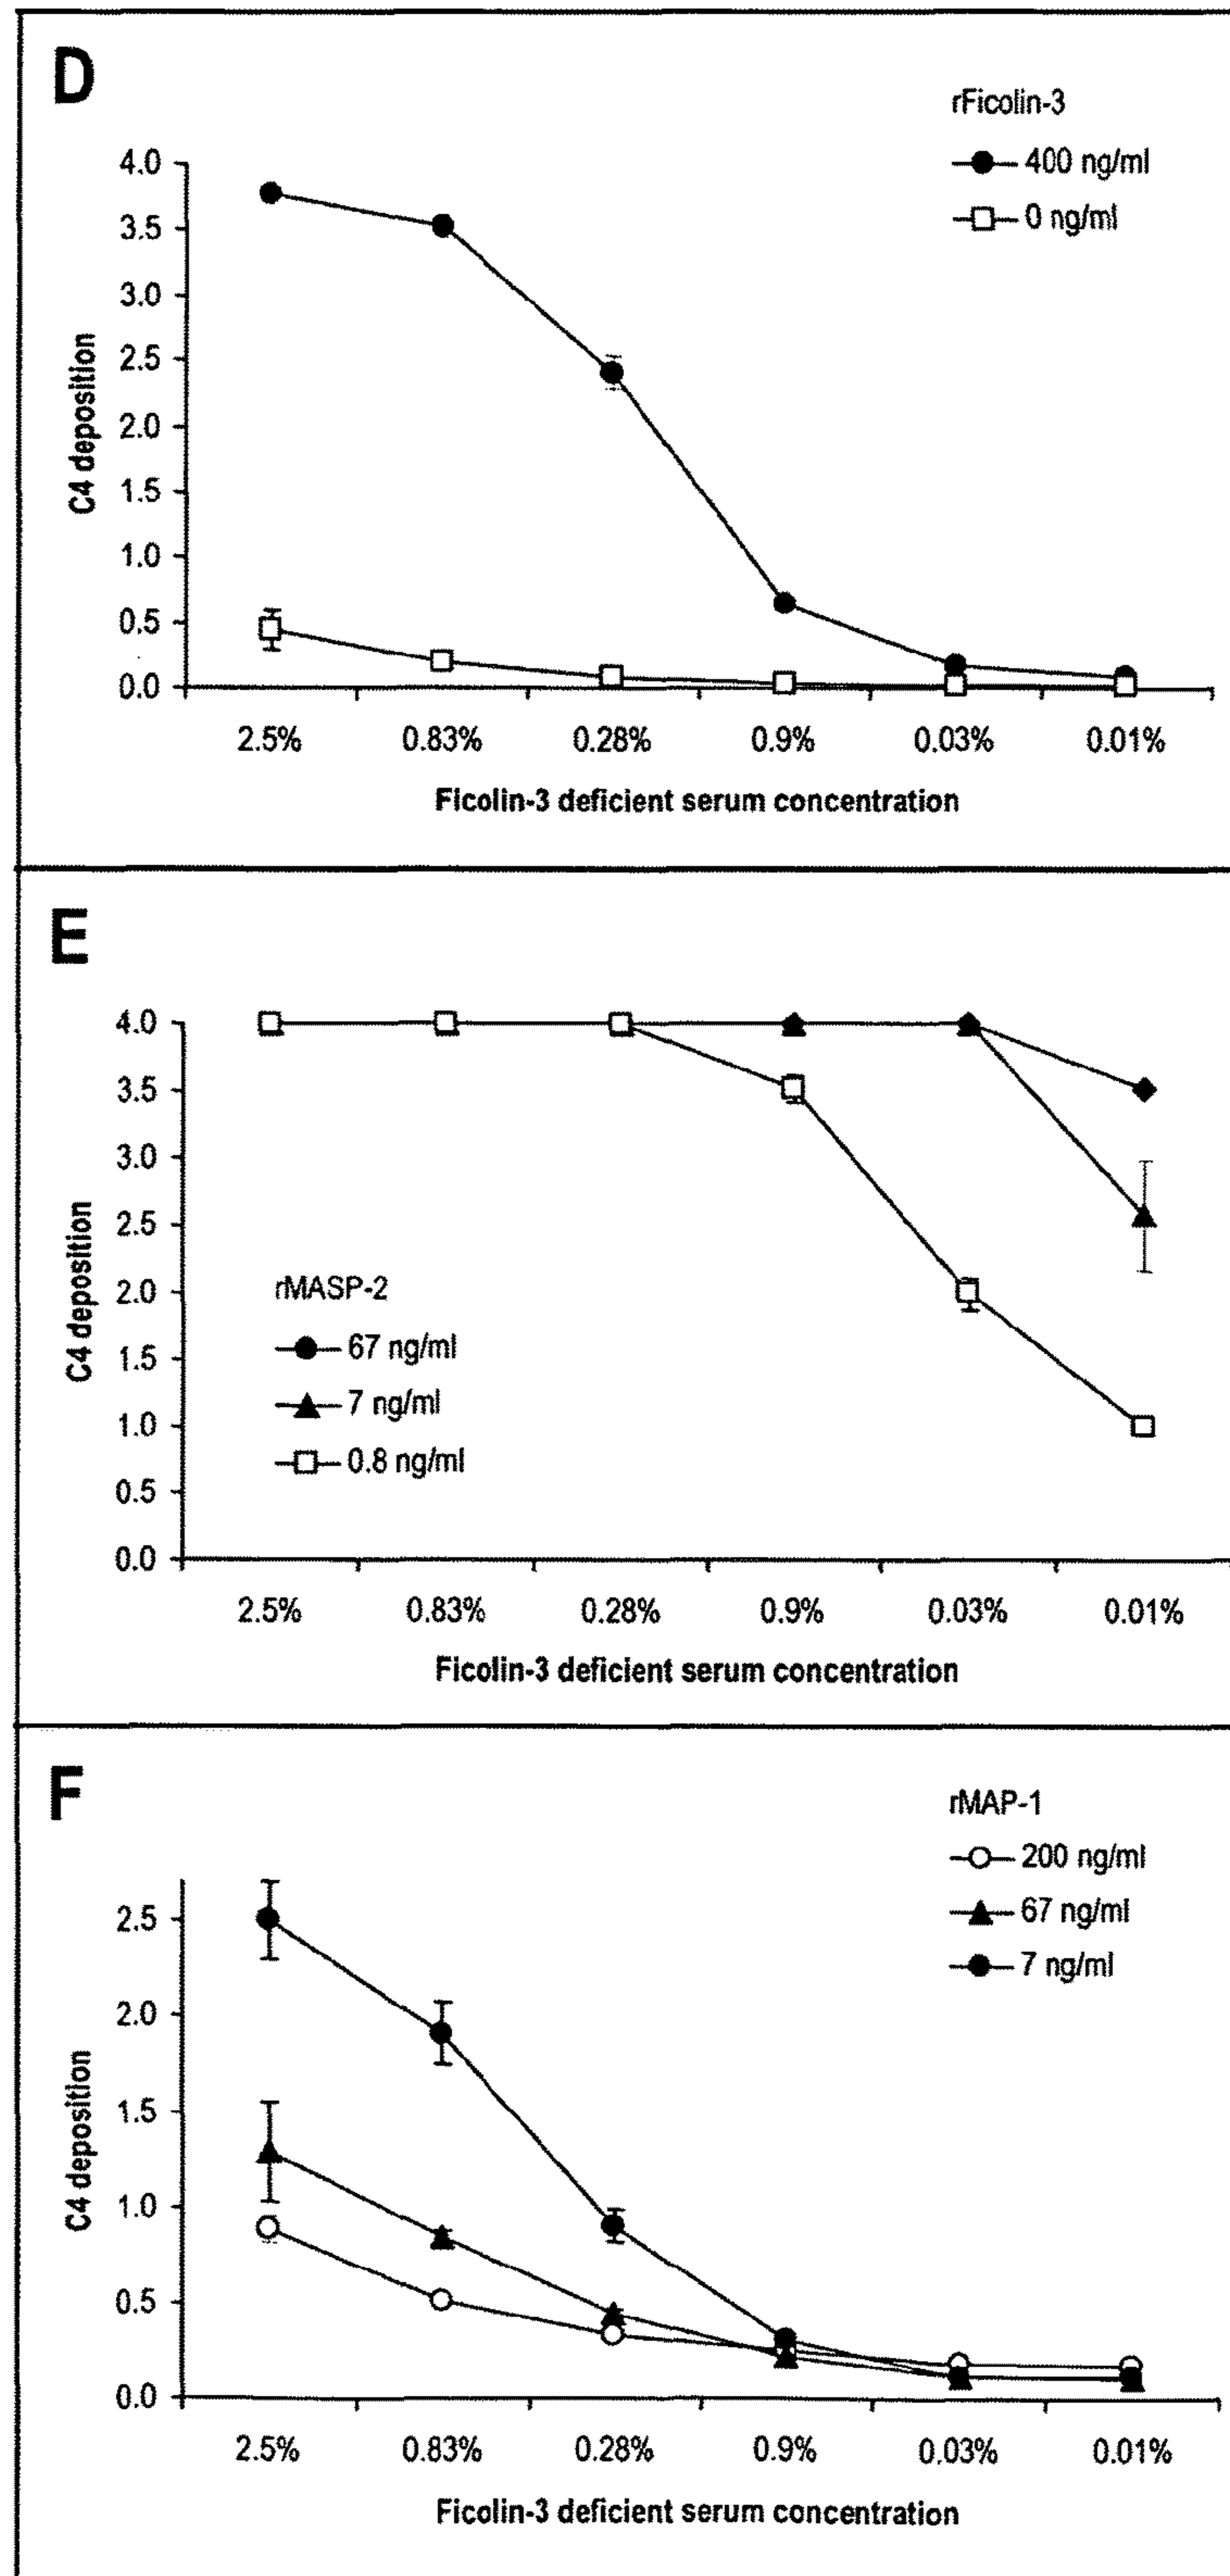 D
rFicolin-3
400 ng/ml
0 ng/ml
4.0
3.5
3.0
2.5
2.0
1.5
1.0
0.5
0.0
C4 deposition
2.5% 0.83% 0.28% 0.9% 0.03% 0.01%
Ficolin-3 deficient serum concentration
E
4.0
3.5
3.0
2.5
2.0
1.5
1.0
0.5
0.0
C4 deposition
rMASP-2
67 ng/ml
7 ng/ml
0.8 ng/ml
2.5% 0.83% 0.28% 0.9% 0.03% 0.01%
Ficolin-3 deficient serum concentration
F
rMAP-1
200 ng/ml
67 ng/ml
7 ng/ml
2.5
2.0
1.5
1.0
0.5
0.0
C4 deposition
2.5% 0.83% 0.28% 0.9% 0.03% 0.01%
Ficolin-3 deficient serum concentration